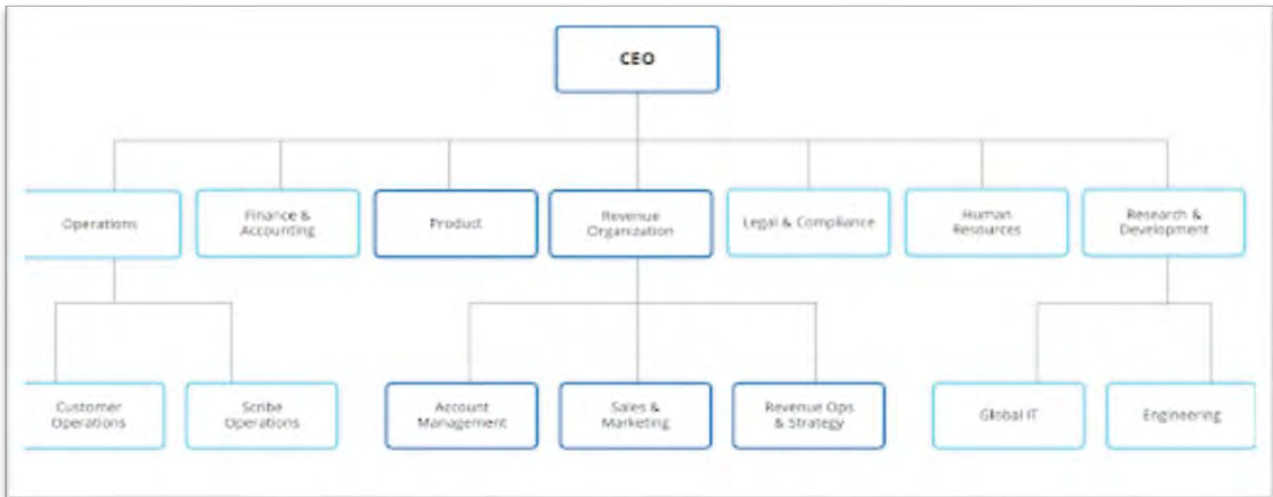 CEO
Operations
Finance &
Accounting
Product
Revenue
Organization
Legal & Compliance
Human
Resources
Research &
Development
Customer
Operations
Scribe
Operations
Account
Management
Sales &
Marketing
Revenue Ops
& Strategy
Global IT
Engineering